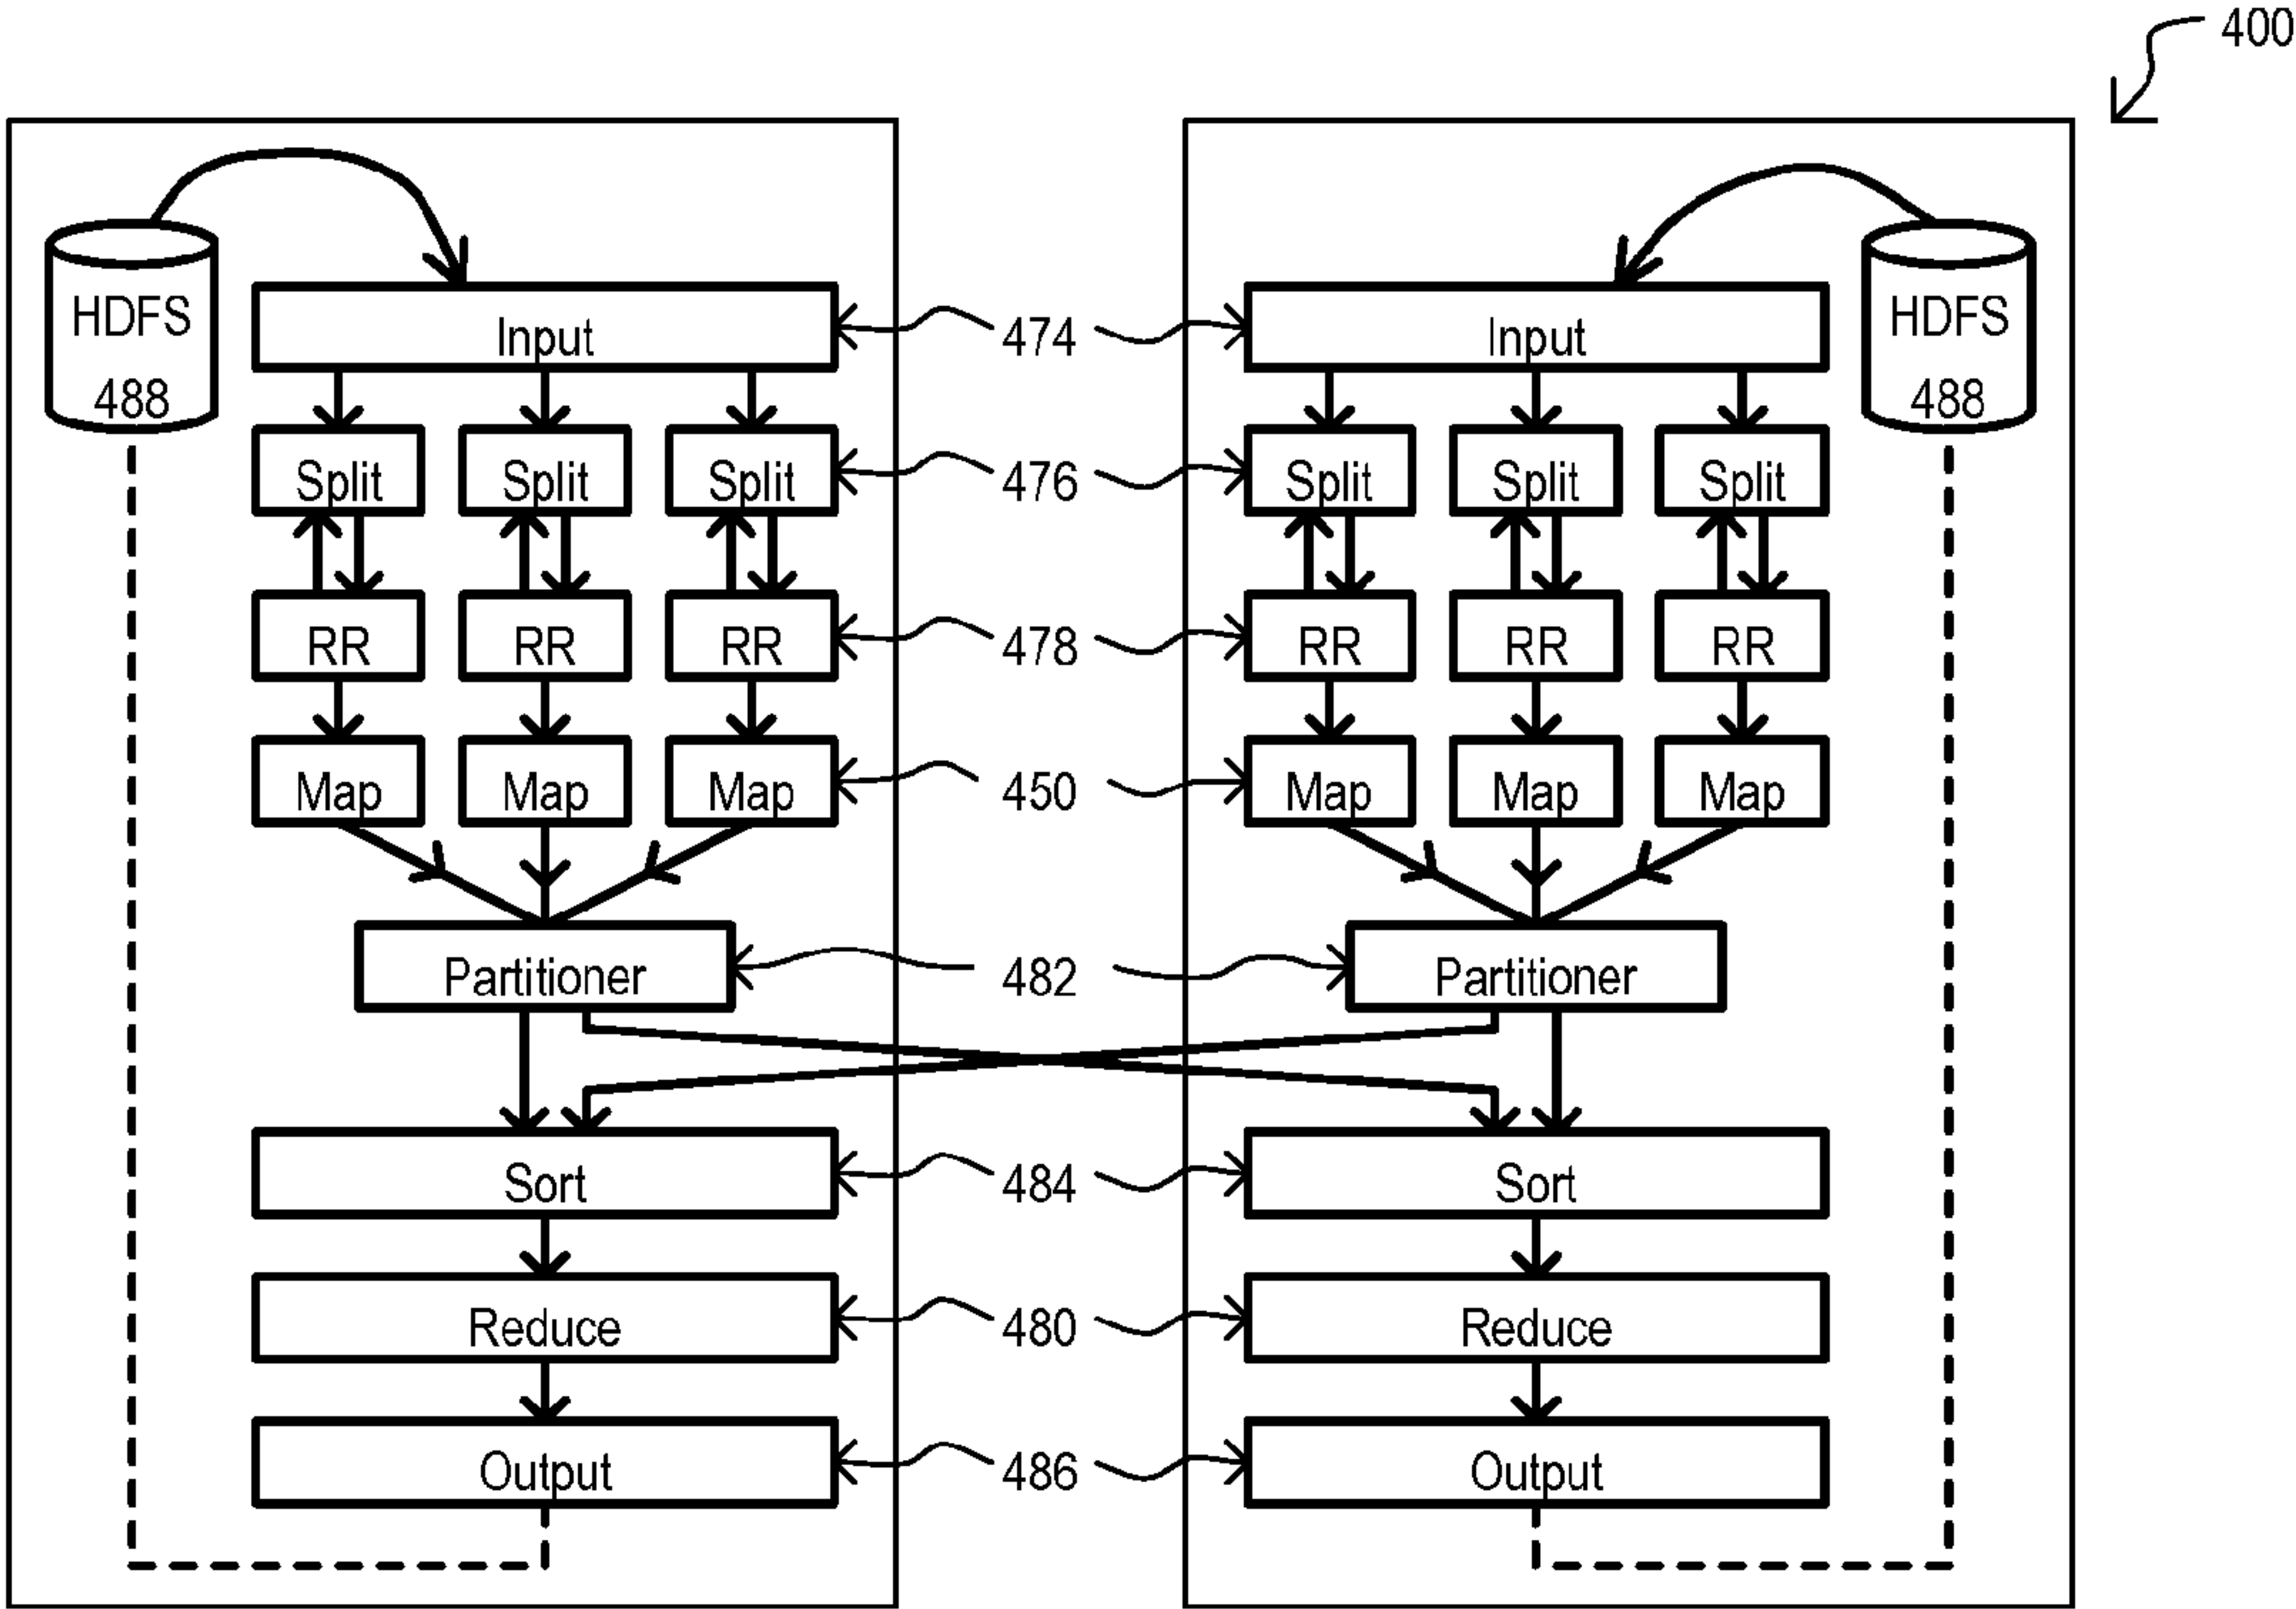 400
HDFS
488
Input
474
Input
HDFS
488
Split Split Split
476
Split Split Split
RR RR RR
478
RR RR RR
Map Map Map
450
Map Map Map
Partitioner
482
Partitioner
Sort
484
Sort
Reduce
480
Reduce
Output
486
Output